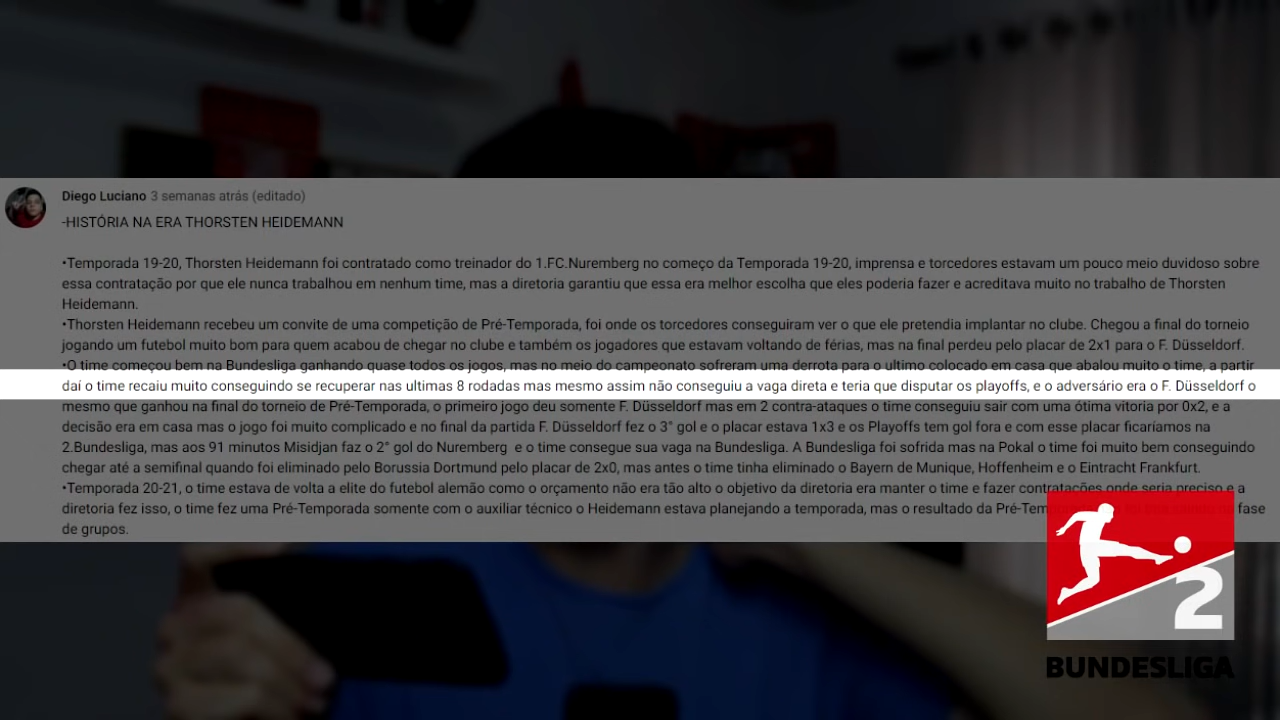 Diego Luciano 3 semanas atrás (editado)
-HISTÓRIA NA ERA THORSTEN HEIDEMANN
•Temporada 19-20, Thorsten Heidemann foi contratado como treinador do 1.FC.Nuremberg no começo da Temporada 19-20, imprensa e torcedores estavam um pouco meio duvidoso sobre
essa contratação por que ele nunca trabalhou em nenhum time, mas a diretoria garantiu que essa era melhor escolha que eles poderia fazer e acreditava muito no trabalho de Thorsten
Heidemann.
•Thorsten Heidemann recebeu um convite de uma competição de Pré-Temporada, foi onde os torcedores conseguiram ver o que ele pretendia implantar no clube. Chegou a final do torneio
jogando um futebol muito bom para quem acabou de chegar no clube e também os jogadores que estavam voltando de férias, mas na final perdeu pelo placar de 2x1 para o F. Düsseldorf.
•O time começou bem na Bundesliga ganhando quase todos os jogos, mas no meio do campeonato sofreram uma derrota para o ultimo colocado em casa que abalou muito o time, a partir
daí o time recaiu muito conseguindo se recuperar nas ultimas 8 rodadas mas mesmo assim não conseguiu a vaga direta e teria que disputar os playoffs, e o adversário era o F. Düsseldorf o
mesmo que ganhou na final do torneio de Pré-Temporada, o primeiro jogo deu somente F. Düsseldorf mas em 2 contra-ataques o time conseguiu sair com uma ótima vitoria por 0x2, e a
decisão era em casa mas o jogo foi muito complicado e no final da partida F. Düsseldorf fez o 3° gol e o placar estava 1x3 e os Playoffs tem gol fora e com esse placar ficaríamos na
2.Bundesliga, mas aos 91 minutos Misidjan faz o 2° gol do Nuremberg e o time consegue sua vaga na Bundesliga. A Bundesliga foi sofrida mas na Pokal o time foi muito bem conseguindo
chegar até a semifinal quando foi eliminado pelo Borussia Dortmund pelo placar de 2x0, mas antes o time tinha eliminado o Bayern de Munique, Hoffenheim e o Eintracht Frankfurt.
•Temporada 20-21, o time estava de volta a elite do futebol alemão como o orçamento não era tão alto o objetivo da diretoria era manter o time e fazer contratações onde seria preciso e a
diretoria fez isso, o time fez uma Pré-Temporada somente com o auxiliar técnico o Heidemann estava planejando a temporada, mas o resultado da Pré-Tem fase
de grupos.
2
BUNDESLIGA